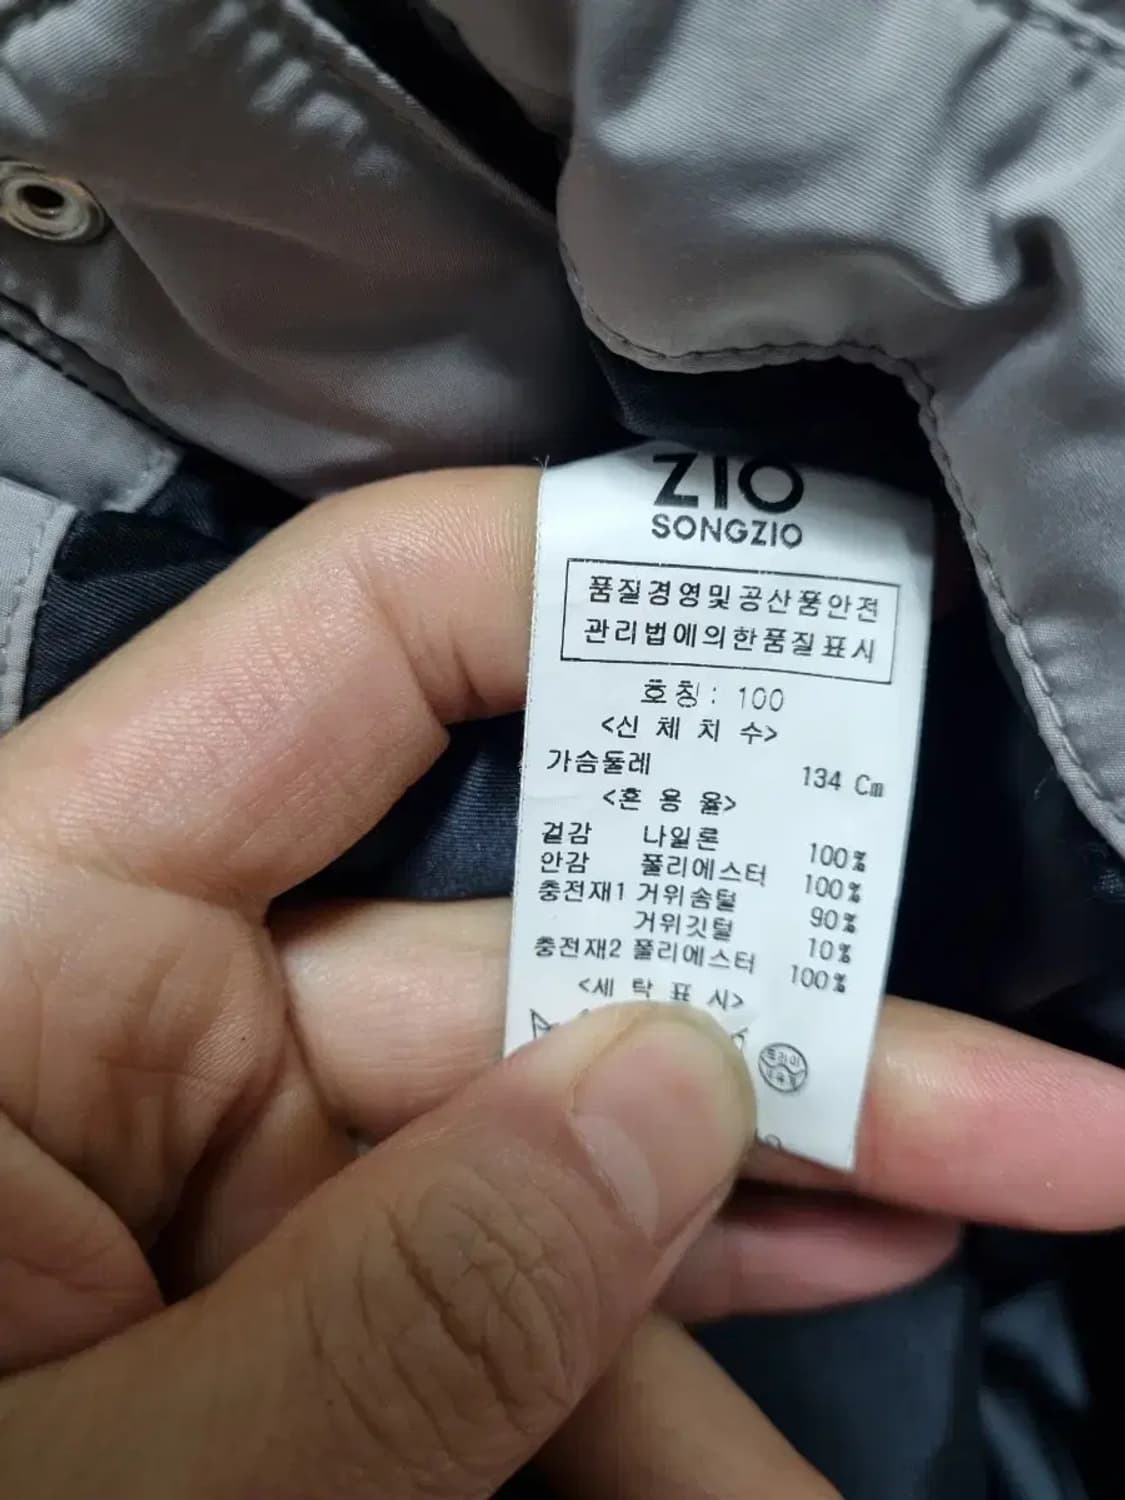 ZIO
SONGZIO
품질경영및공산품안전
관리법에의한품질표시
호칭: 100
<신 체 치 수>
가슴둘레 134 Cm
<혼 용 율>
겉감 나일론 100%
안감 폴리에스터 100%
충전재1 거위솜털 90%
거위깃털 10%
충전재2 폴리에스터 100%
<세 탁 표 시>
드라이